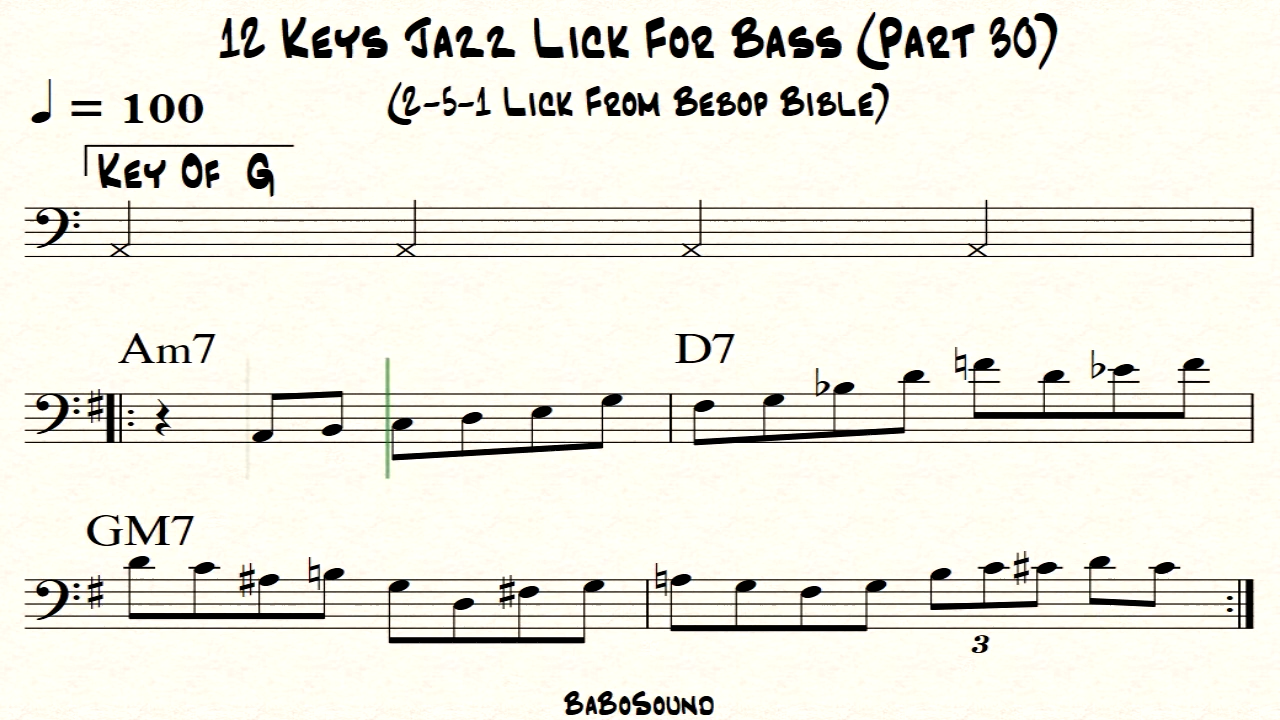 12 Keys Jazz Lick For Bass (Part 30)
♩ = 100
(2-5-1 Lick From Bebop Bible)
Key Of G
Am7 D7
GM7
3
BaBoSound